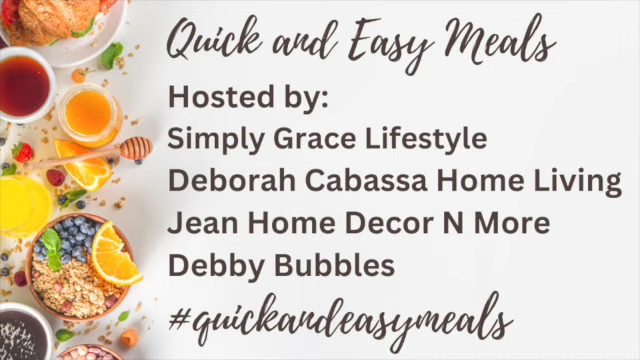 Quick and Easy Meals
Hosted by:
Simply Grace Lifestyle
Deborah Cabassa Home Living
Jean Home Decor N More
Debby Bubbles
#quickandeasymeals